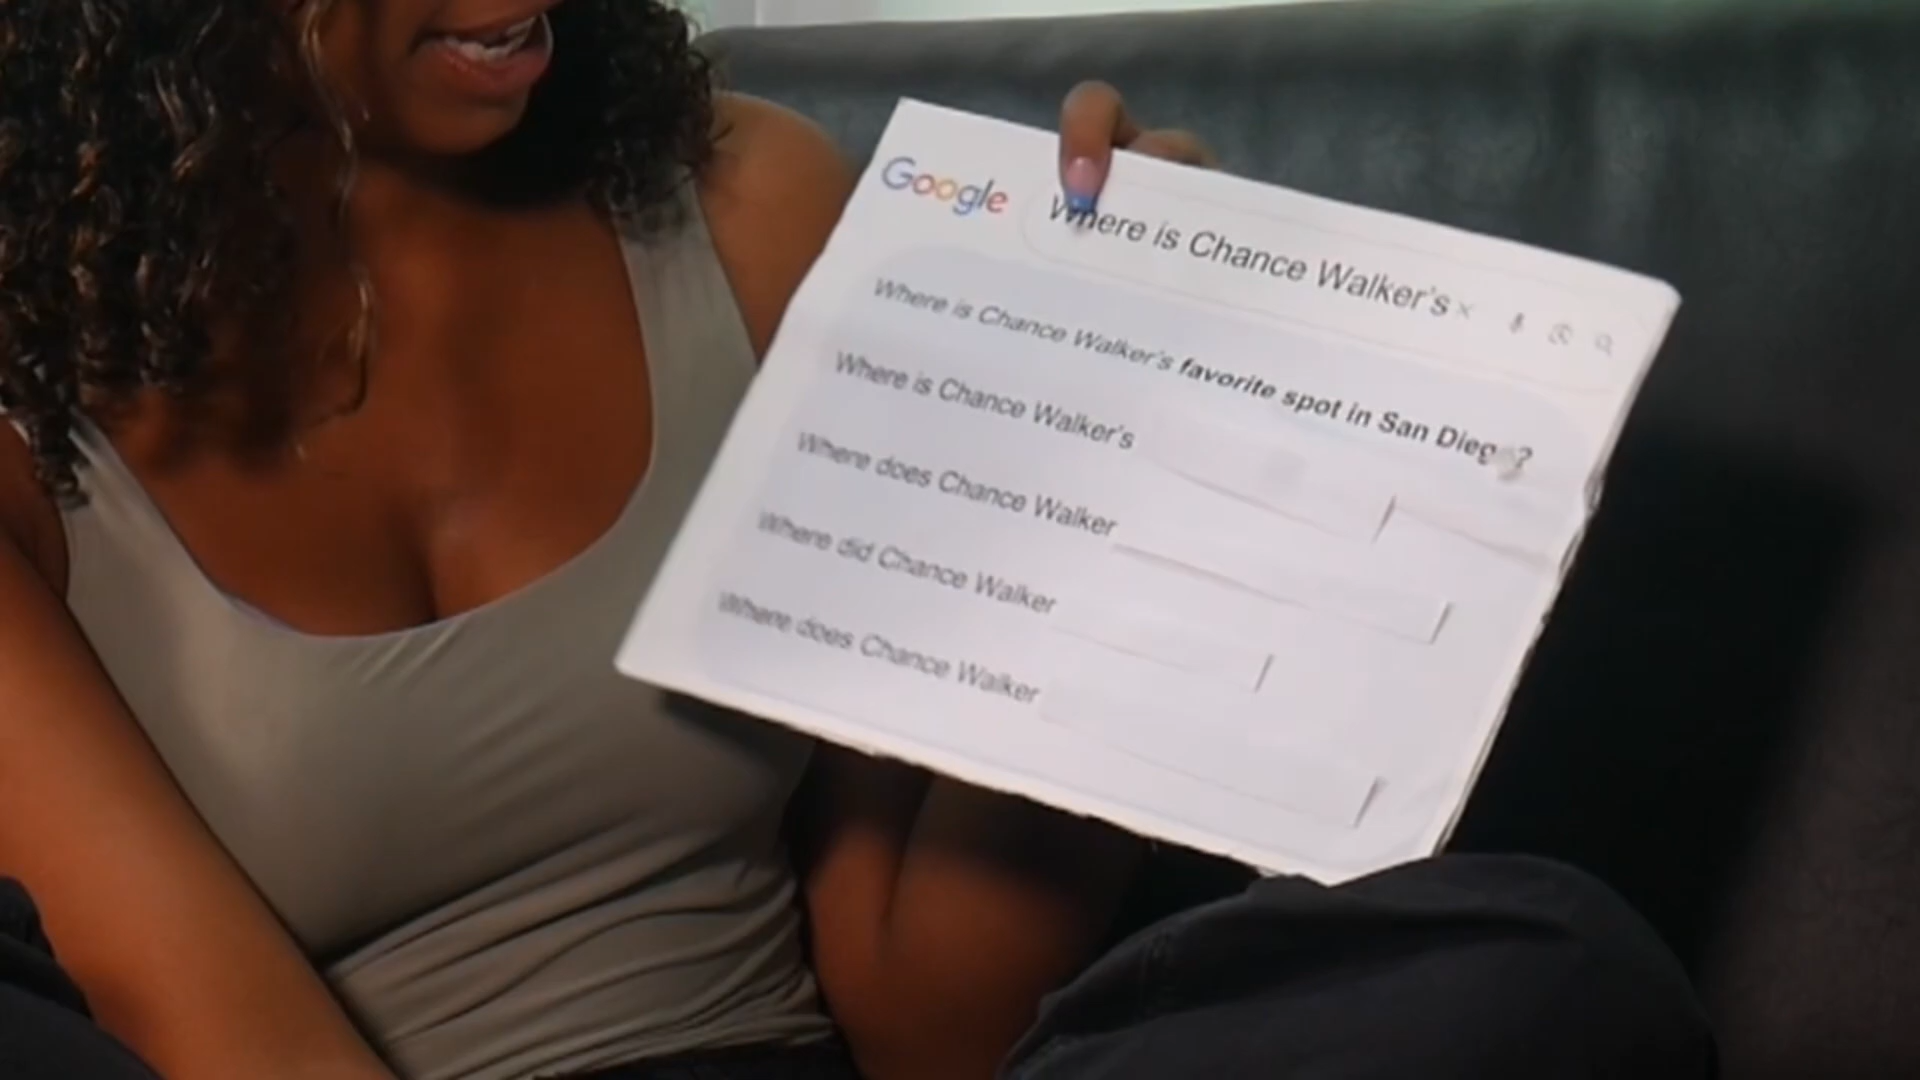 Google
Where is Chance Walker's
Where is Chance Walker's favorite spot in San Diego?
Where is Chance Walker's
Where does Chance Walker
Where did Chance Walker
Where does Chance Walker